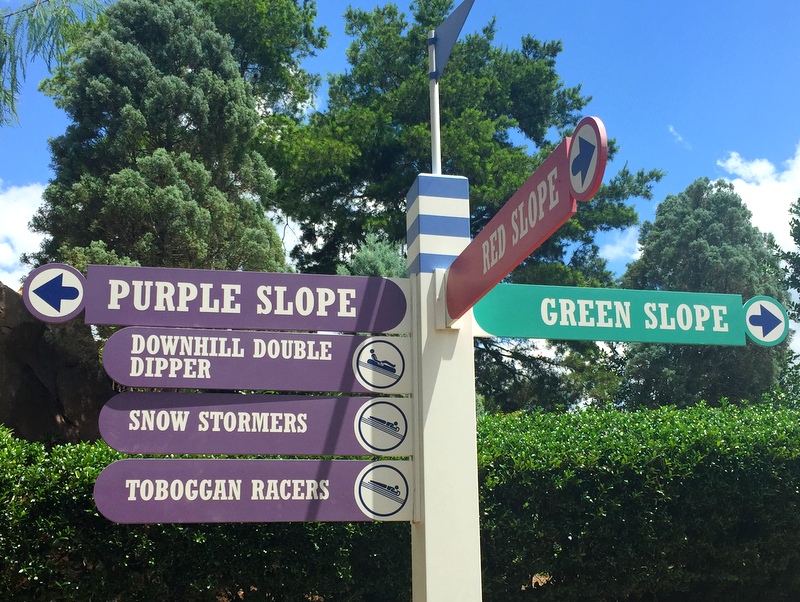 RED SLOPE
PURPLE SLOPE
GREEN SLOPE
DOWNHILL DOUBLE
DIPPER
SNOW STORMERS
TOBOGGAN RACERS